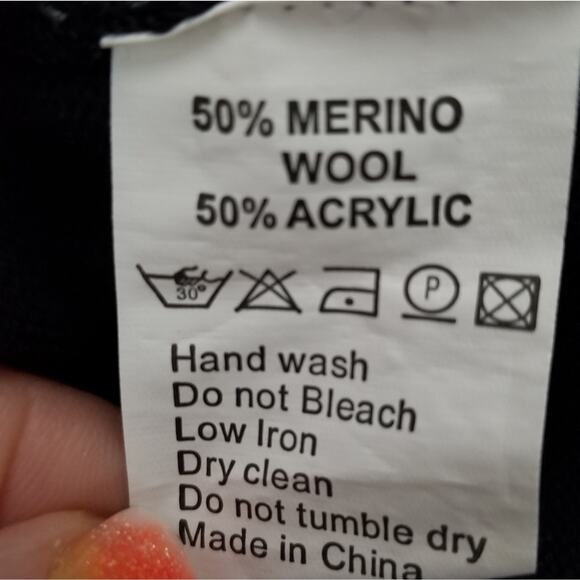 50% MERINO
WOOL
50% ACRYLIC
30° P
Hand wash
Do not Bleach
Low Iron
Dry clean
Do not tumble dry
Made in China